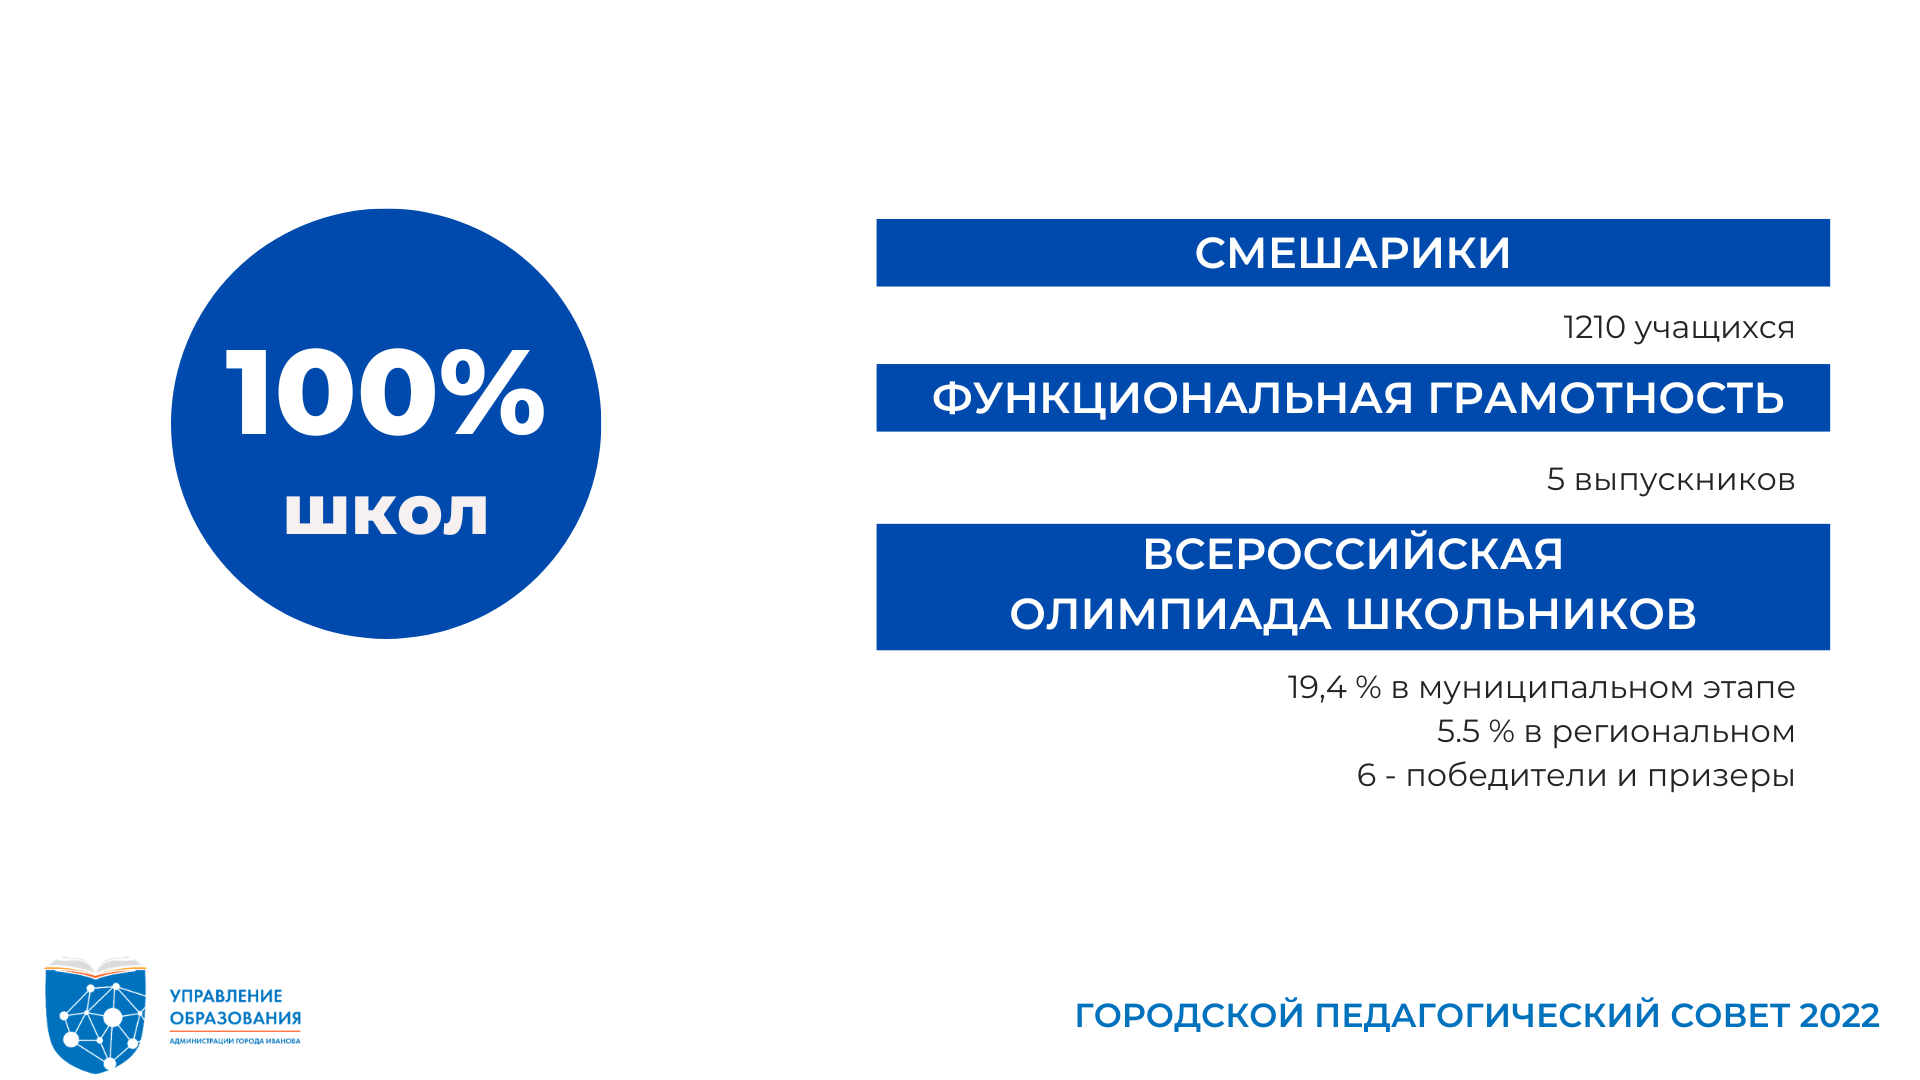 100%
школ
СМЕШАРИКИ
1210 учащихся
ФУНКЦИОНАЛЬНАЯ ГРАМОТНОСТЬ
5 выпускников
ВСЕРОССИЙСКАЯ
ОЛИМПИАДА ШКОЛЬНИКОВ
19,4 % в муниципальном этапе
5.5 % в региональном
6 - победители и призеры
УПРАВЛЕНИЕ
ОБРАЗОВАНИЯ
АДМИНИСТРАЦИИ ГОРОДА ИВАНОВА
ГОРОДСКОЙ ПЕДАГОГИЧЕСКИЙ СОВЕТ 2022